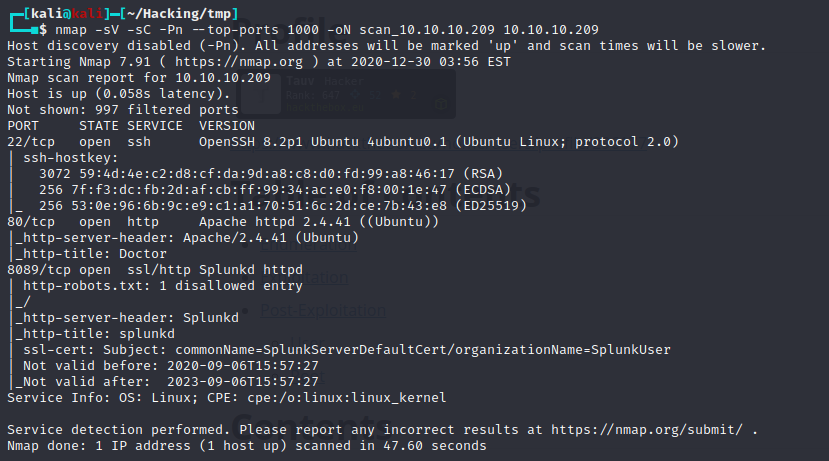 ┌─[kali@kali]─[~/Hacking/tmp]
└──■$ nmap -sV -sC -Pn --top-ports 1000 -oN scan_10.10.10.209 10.10.10.209
Host discovery disabled (-Pn). All addresses will be marked 'up' and scan times will be slower.
Starting Nmap 7.91 ( https://nmap.org ) at 2020-12-30 03:56 EST
Nmap scan report for 10.10.10.209
Host is up (0.058s latency).
Not shown: 997 filtered ports
PORT     STATE SERVICE  VERSION
22/tcp   open  ssh      OpenSSH 8.2p1 Ubuntu 4ubuntu0.1 (Ubuntu Linux; protocol 2.0)
| ssh-hostkey:
|   3072 59:4d:4e:c2:d8:cf:da:9d:a8:c8:d0:fd:99:a8:46:17 (RSA)
|   256 7f:f3:dc:fb:2d:af:cb:ff:99:34:ac:e0:f8:00:1e:47 (ECDSA)
|_  256 53:0e:96:6b:9c:e9:c1:a1:70:51:6c:2d:ce:7b:43:e8 (ED25519)
80/tcp   open  http     Apache httpd 2.4.41 ((Ubuntu))
|_http-server-header: Apache/2.4.41 (Ubuntu)
|_http-title: Doctor
8089/tcp open  ssl/http Splunkd httpd
| http-robots.txt: 1 disallowed entry
|_/
|_http-server-header: Splunkd
|_http-title: splunkd
| ssl-cert: Subject: commonName=SplunkServerDefaultCert/organizationName=SplunkUser
| Not valid before: 2020-09-06T15:57:27
|_Not valid after:  2023-09-06T15:57:27
Service Info: OS: Linux; CPE: cpe:/o:linux:linux_kernel
Service detection performed. Please report any incorrect results at https://nmap.org/submit/ .
Nmap done: 1 IP address (1 host up) scanned in 47.60 seconds
Profile
Post-Exploitation
Contents